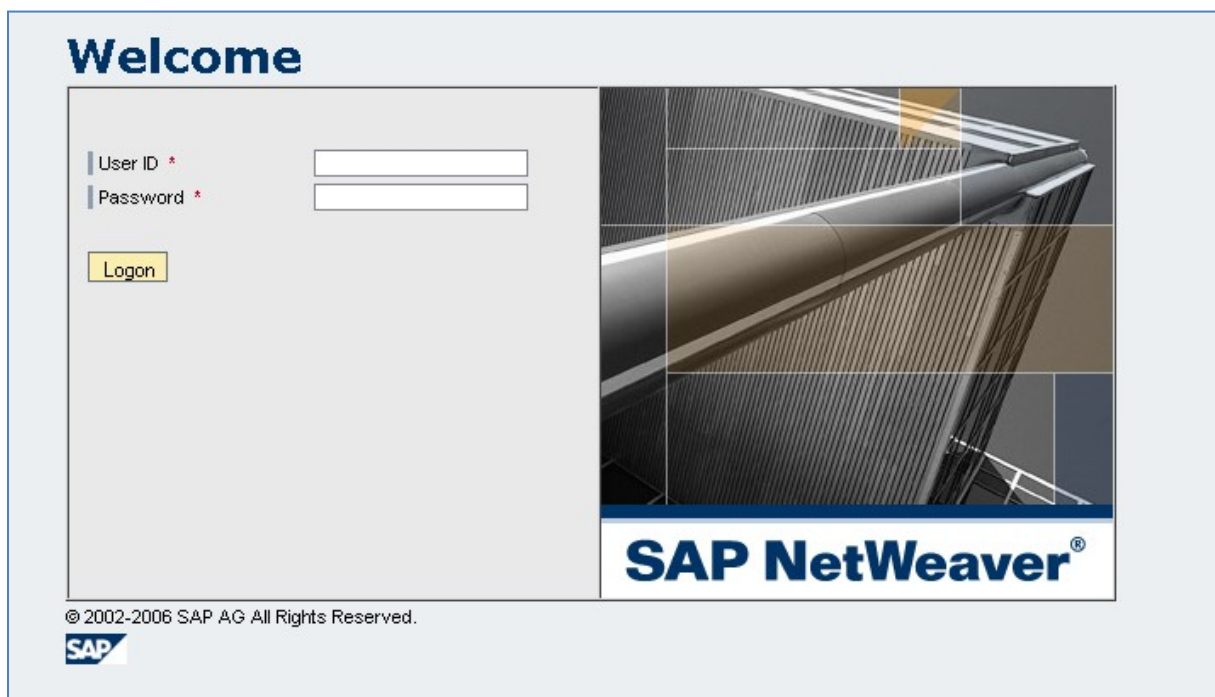 Welcome
User ID *
Password *
Logon
SAP NetWeaver®
© 2002-2006 SAP AG All Rights Reserved.
SAP